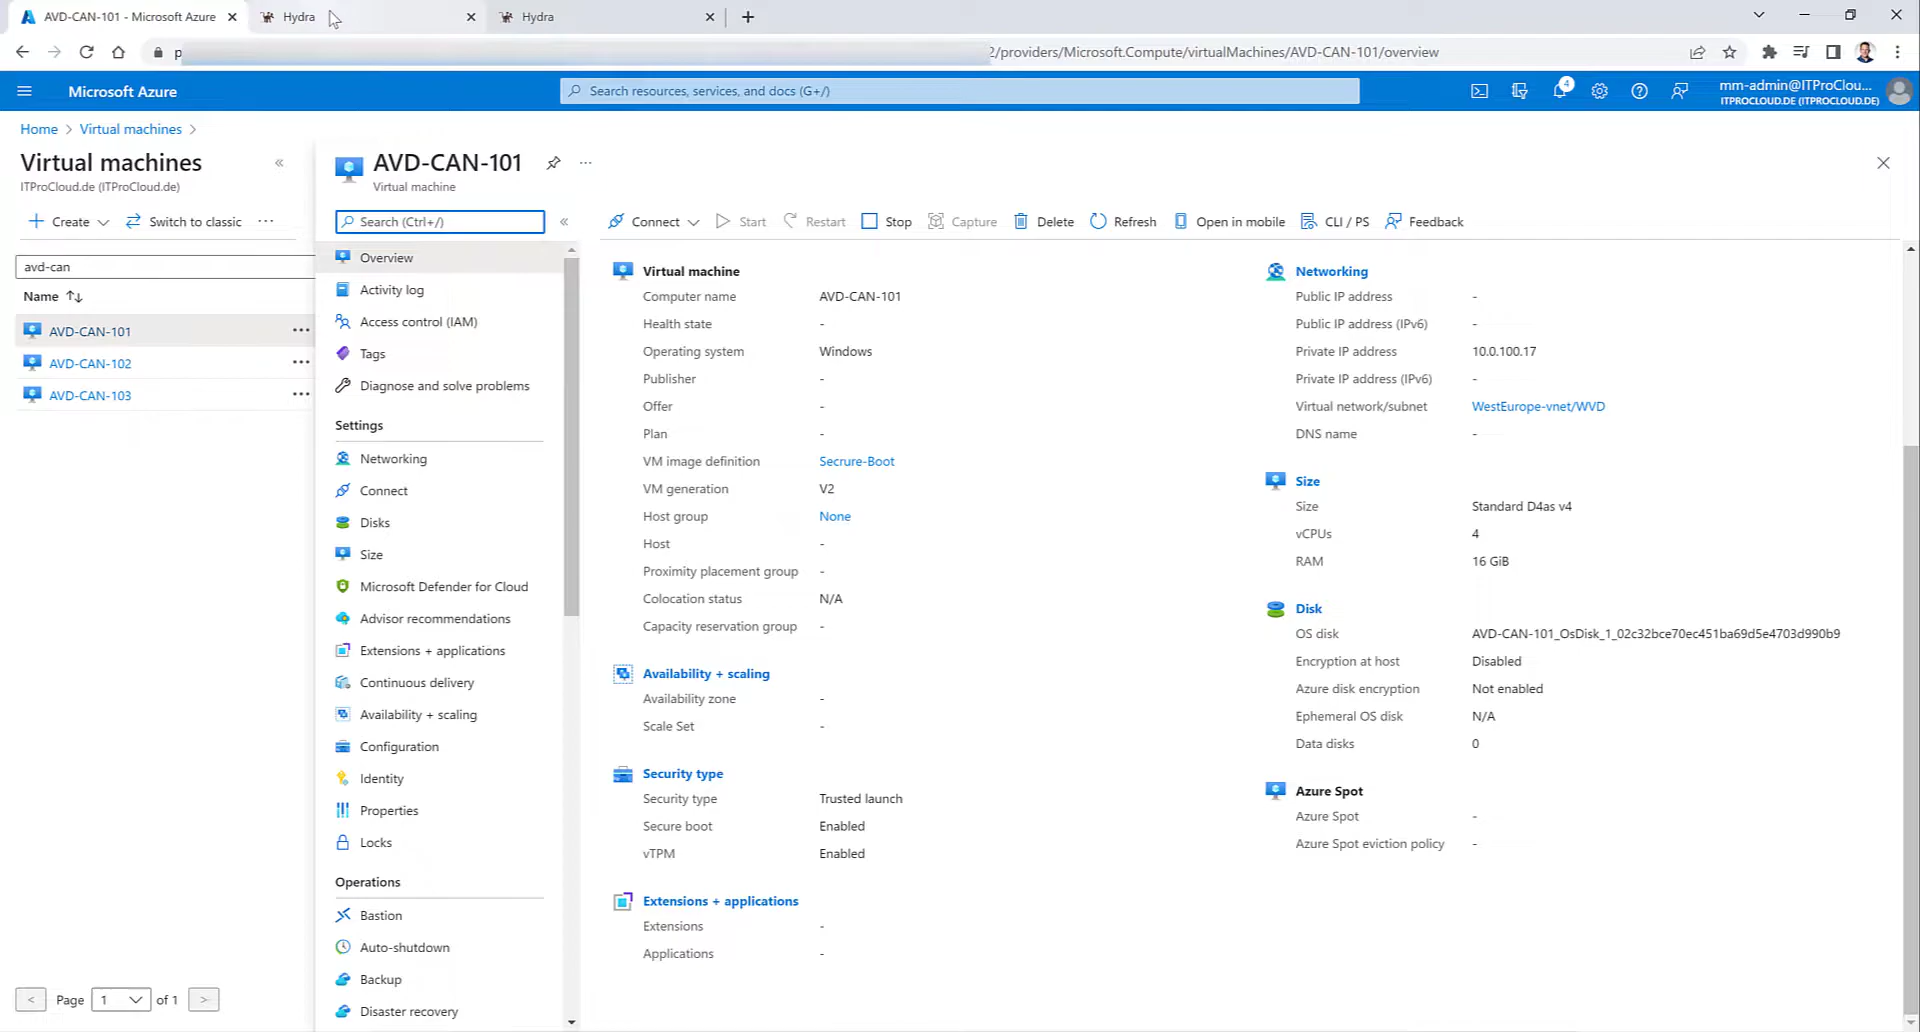 AVD-CAN-101 - Microsoft Azure
Hydra
Hydra
p
2/providers/Microsoft.Compute/virtualMachines/AVD-CAN-101/overview
Microsoft Azure
Search resources, services, and docs (G+/)
4
mm-admin@ITProClou...
ITPROCLOUD.DE (ITPROCLOUD.DE)
Home > Virtual machines >
Virtual machines
ITProCloud.de (ITProCloud.de)
Create
Switch to classic
avd-can
Name
AVD-CAN-101
AVD-CAN-102
AVD-CAN-103
Page 1 of 1
AVD-CAN-101
Virtual machine
Search (Ctrl+/)
Overview
Activity log
Access control (IAM)
Tags
Diagnose and solve problems
Settings
Networking
Connect
Disks
Size
Microsoft Defender for Cloud
Advisor recommendations
Extensions + applications
Continuous delivery
Availability + scaling
Configuration
Identity
Properties
Locks
Operations
Bastion
Auto-shutdown
Backup
Disaster recovery
Connect Start Restart Stop Capture Delete Refresh Open in mobile CLI / PS Feedback
Virtual machine
Computer name AVD-CAN-101
Health state -
Operating system Windows
Publisher -
Offer -
Plan -
VM image definition Secrure-Boot
VM generation V2
Host group None
Host -
Proximity placement group -
Colocation status N/A
Capacity reservation group -
Availability + scaling
Availability zone -
Scale Set -
Security type
Security type Trusted launch
Secure boot Enabled
vTPM Enabled
Extensions + applications
Extensions -
Applications -
Networking
Public IP address -
Public IP address (IPv6) -
Private IP address 10.0.100.17
Private IP address (IPv6) -
Virtual network/subnet WestEurope-vnet/WVD
DNS name -
Size
Size Standard D4as v4
vCPUs 4
RAM 16 GiB
Disk
OS disk AVD-CAN-101_OsDisk_1_02c32bce70ec451ba69d5e4703d990b9
Encryption at host Disabled
Azure disk encryption Not enabled
Ephemeral OS disk N/A
Data disks 0
Azure Spot
Azure Spot -
Azure Spot eviction policy -